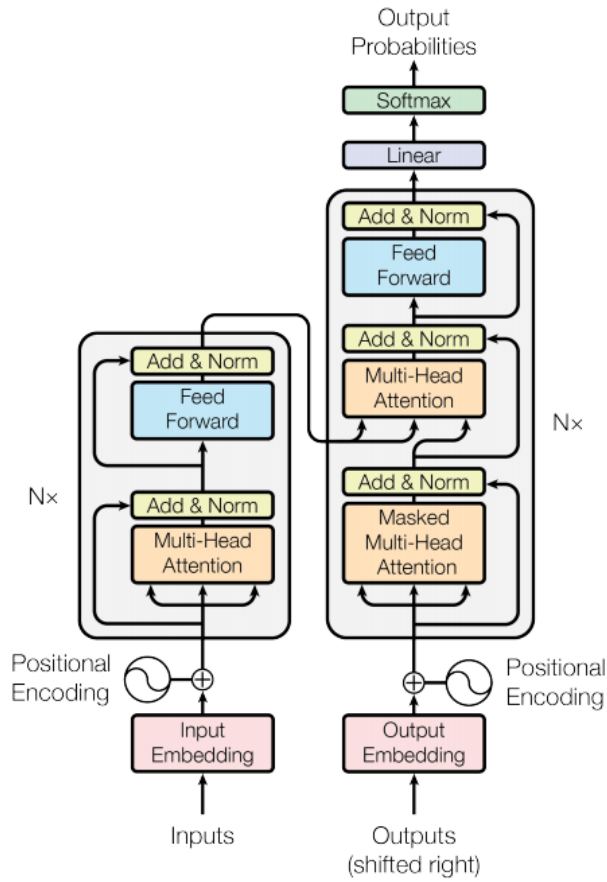 Output
Probabilities
Softmax
Linear
Add & Norm
Feed
Forward
Add & Norm
Multi-Head
Attention
Add & Norm
Masked
Multi-Head
Attention
N×
Add & Norm
Feed
Forward
Add & Norm
Multi-Head
Attention
N×
Positional
Encoding
Positional
Encoding
Input
Embedding
Output
Embedding
Inputs
Outputs
(shifted right)